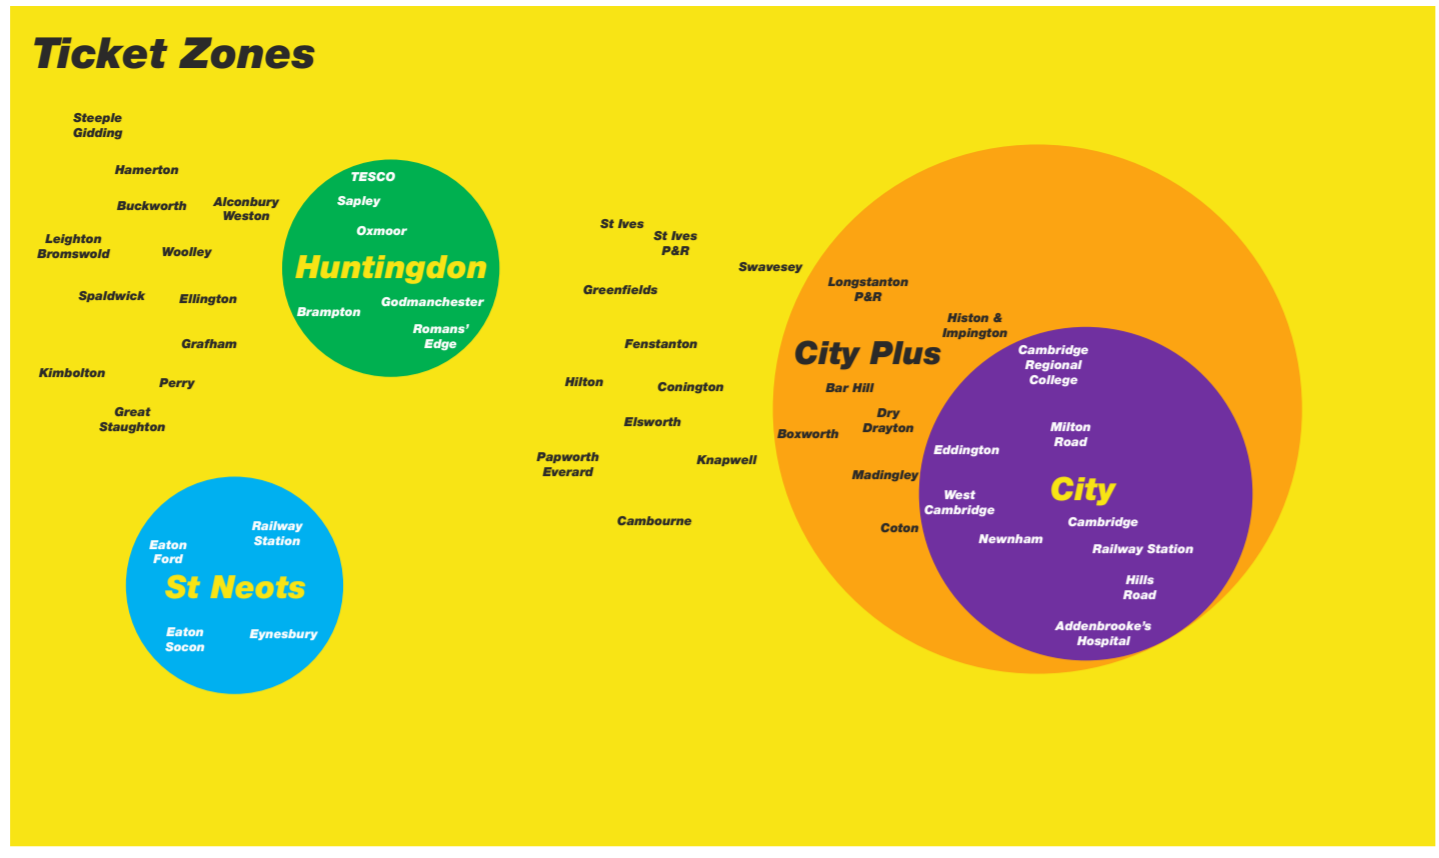 Ticket Zones
Steeple
Gidding
Hamerton
Buckworth
Alconbury
Weston
Leighton
Bromswold
Woolley
Spaldwick
Ellington
Grafham
Kimbolton
Perry
Great
Staughton
TESCO
Sapley
Oxmoor
Huntingdon
Godmanchester
Brampton
Romans'
Edge
Railway
Station
Eaton
Ford
St Neots
Eaton
Socon
Eynesbury
St Ives
St Ives
P&R
Swavesey
Greenfields
Fenstanton
Hilton
Conington
Elsworth
Papworth
Everard
Knapwell
Cambourne
Longstanton
P&R
Histon &
Impington
City Plus
Bar Hill
Dry
Drayton
Boxworth
Madingley
Coton
Cambridge
Regional
College
Milton
Road
Eddington
City
West
Cambridge
Cambridge
Newnham
Railway Station
Hills
Road
Addenbrooke's
Hospital